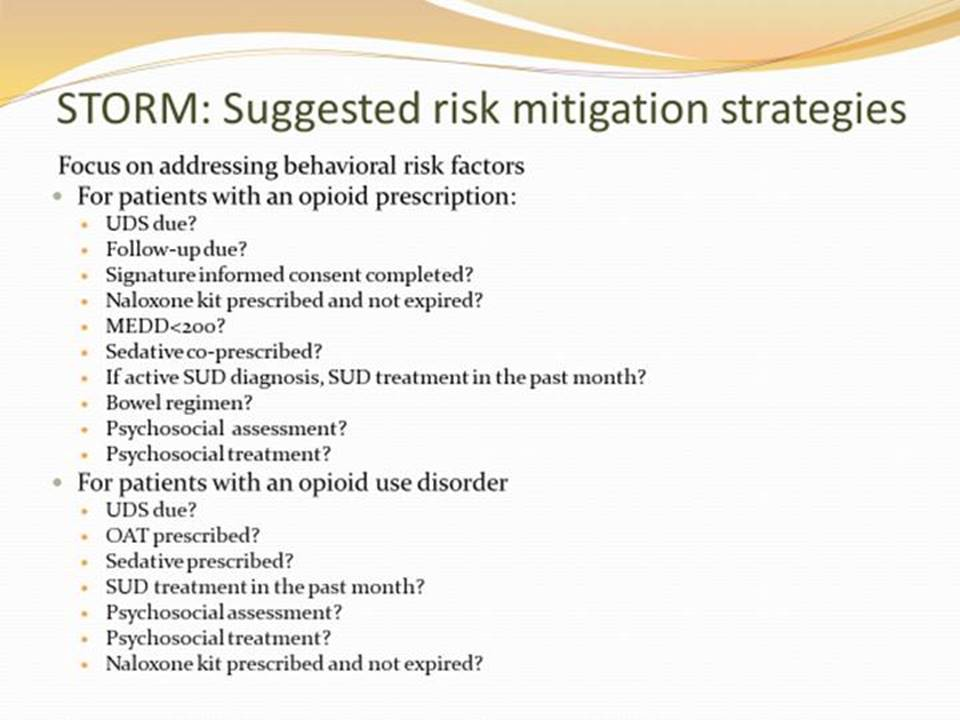 STORM: Suggested risk mitigation strategies
Focus on addressing behavioral risk factors
• For patients with an opioid prescription:
• UDS due?
• Follow-up due?
• Signature informed consent completed?
• Naloxone kit prescribed and not expired?
• MEDD<200?
• Sedative co-prescribed?
• If active SUD diagnosis, SUD treatment in the past month?
• Bowel regimen?
• Psychosocial assessment?
• Psychosocial treatment?
• For patients with an opioid use disorder
• UDS due?
• OAT prescribed?
• Sedative prescribed?
• SUD treatment in the past month?
• Psychosocial assessment?
• Psychosocial treatment?
• Naloxone kit prescribed and not expired?